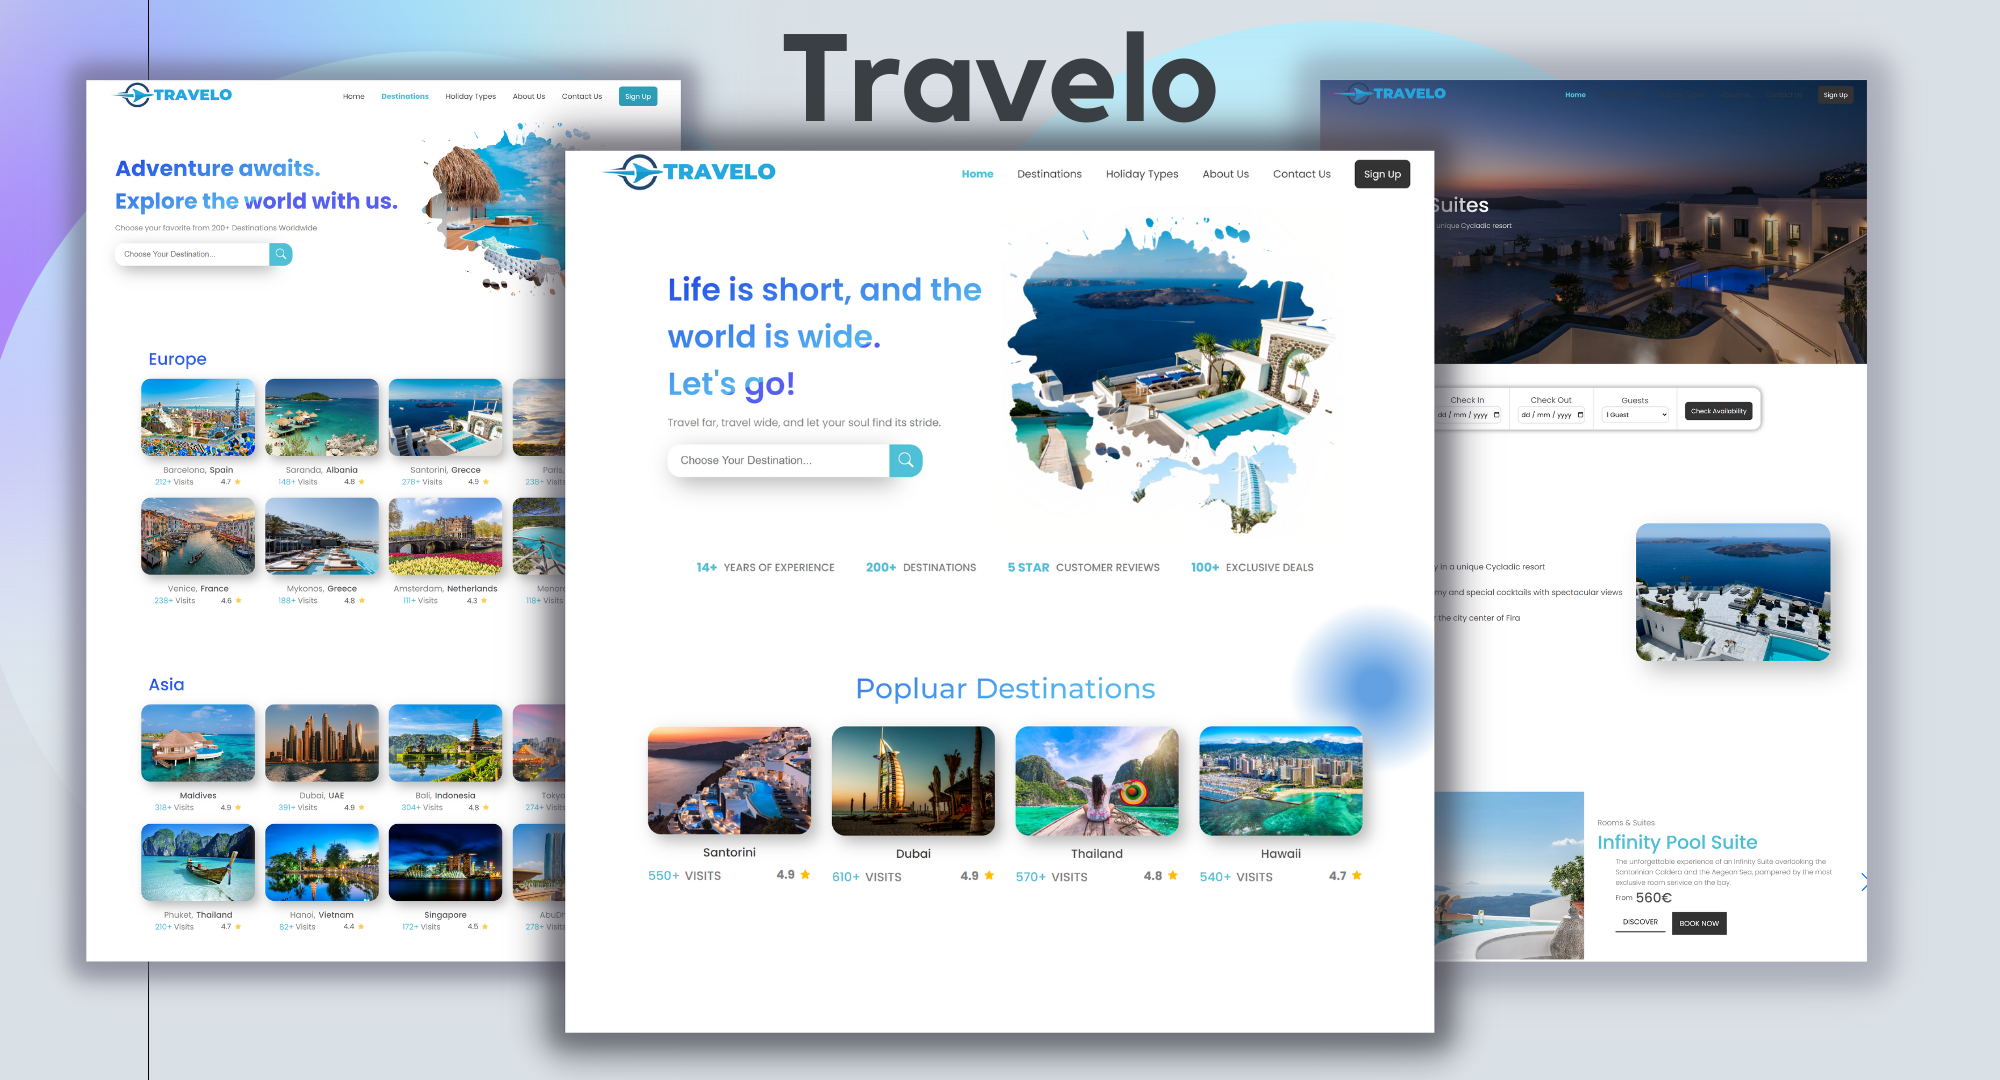 Travelo
TRAVELO
Home
Destinations
Holiday Types
About Us
Contact Us
Sign Up
Adventure awaits.
Explore the world with us.
Choose your favorite from 200+ Destinations Worldwide
Choose Your Destination...
Europe
Barcelona, Spain
212+ Visits 4.7
Saranda, Albania
148+ Visits 4.8
Santorini, Grecce
278+ Visits 4.9
Paris,
238+ Visits
Venice, France
238+ Visits 4.6
Mykonos, Greece
188+ Visits 4.8
Amsterdam, Netherlands
111+ Visits 4.3
Menor
118+ Visits
Asia
Maldives
318+ Visits 4.9
Dubai, UAE
391+ Visits 4.9
Bali, Indonesia
304+ Visits 4.8
Tokyo
274+ Visits
Phuket, Thailand
210+ Visits 4.7
Hanoi, Vietnam
82+ Visits 4.4
Singapore
172+ Visits 4.5
AbuDh
278+ Visits
TRAVELO
Home
Destinations
Holiday Types
About Us
Contact Us
Sign Up
Life is short, and the
world is wide.
Let's go!
Travel far, travel wide, and let your soul find its stride.
Choose Your Destination...
14+ YEARS OF EXPERIENCE
200+ DESTINATIONS
5 STAR CUSTOMER REVIEWS
100+ EXCLUSIVE DEALS
Popluar Destinations
Santorini
550+ VISITS 4.9
Dubai
610+ VISITS 4.9
Thailand
570+ VISITS 4.8
Hawaii
540+ VISITS 4.7
TRAVELO
Home
Sign Up
Suites
unique Cycladic resort
Check In
dd / mm / yyyy
Check Out
dd / mm / yyyy
Guests
1 Guest
Check Availability
y in a unique Cycladic resort
my and special cocktails with spectacular views
r the city center of Fira
Rooms & Suites
Infinity Pool Suite
The unforgettable experience of an Infinity Suite overlooking the
Santorinian Caldera and the Aegean Sea, pampered by the most
exclusive room service on the bay.
From 560€
DISCOVER
BOOK NOW